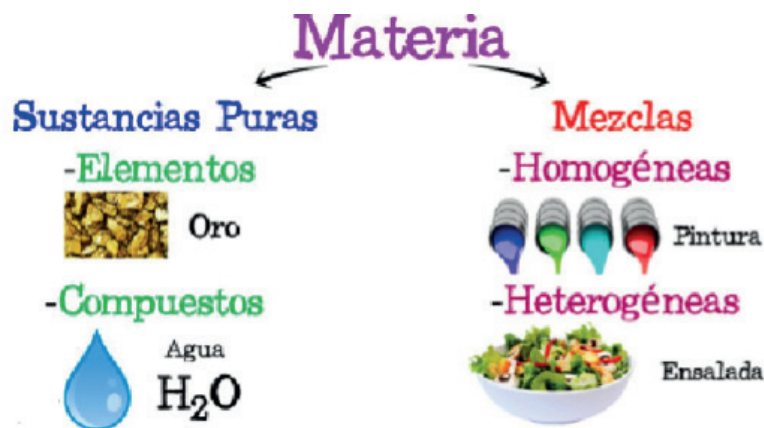 Materia
Sustancias Puras
-Elementos
Oro
-Compuestos
Agua
H₂O
Mezclas
-Homogéneas
Pintura
-Heterogéneas
Ensalada